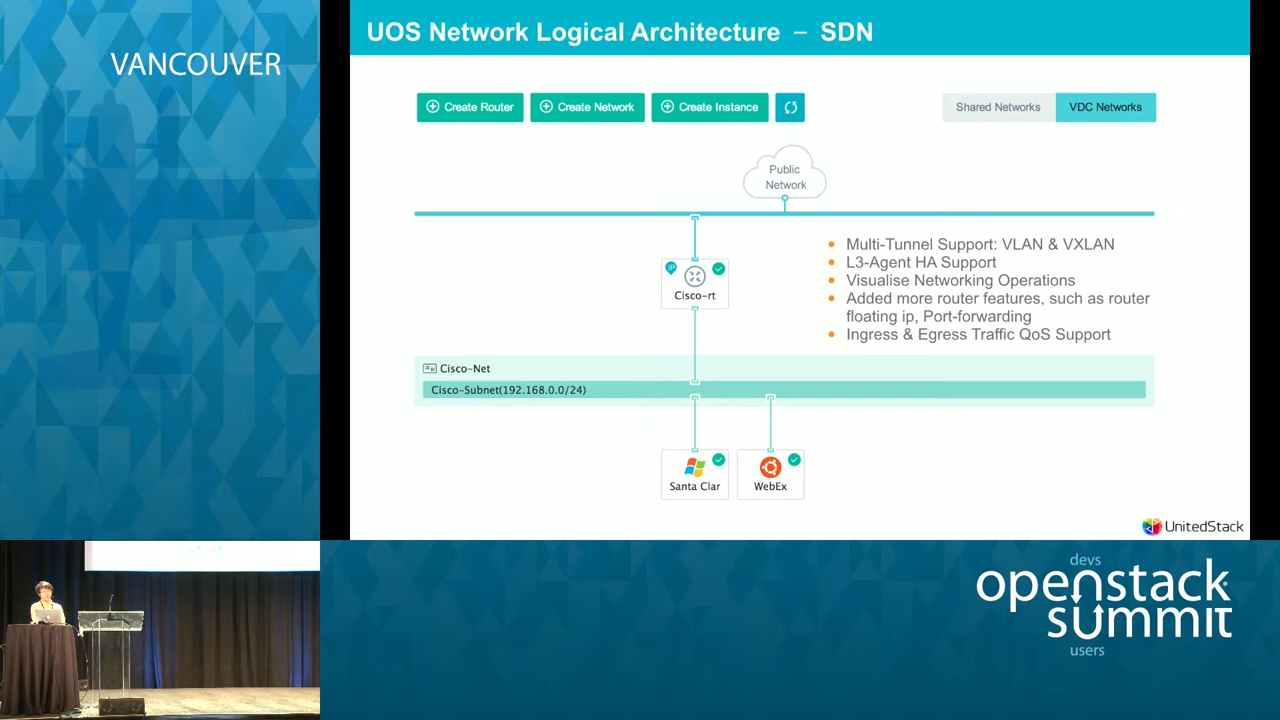 VANCOUVER
UOS Network Logical Architecture – SDN
Create Router
Create Network
Create Instance
Shared Networks
VDC Networks
Public
Network
IP
Cisco-rt
Multi-Tunnel Support: VLAN & VXLAN
L3-Agent HA Support
Visualise Networking Operations
Added more router features, such as router
floating ip, Port-forwarding
Ingress & Egress Traffic QoS Support
Cisco-Net
Cisco-Subnet(192.168.0.0/24)
Santa Clar
WebEx
UnitedStack
devs
openstack
summit
users